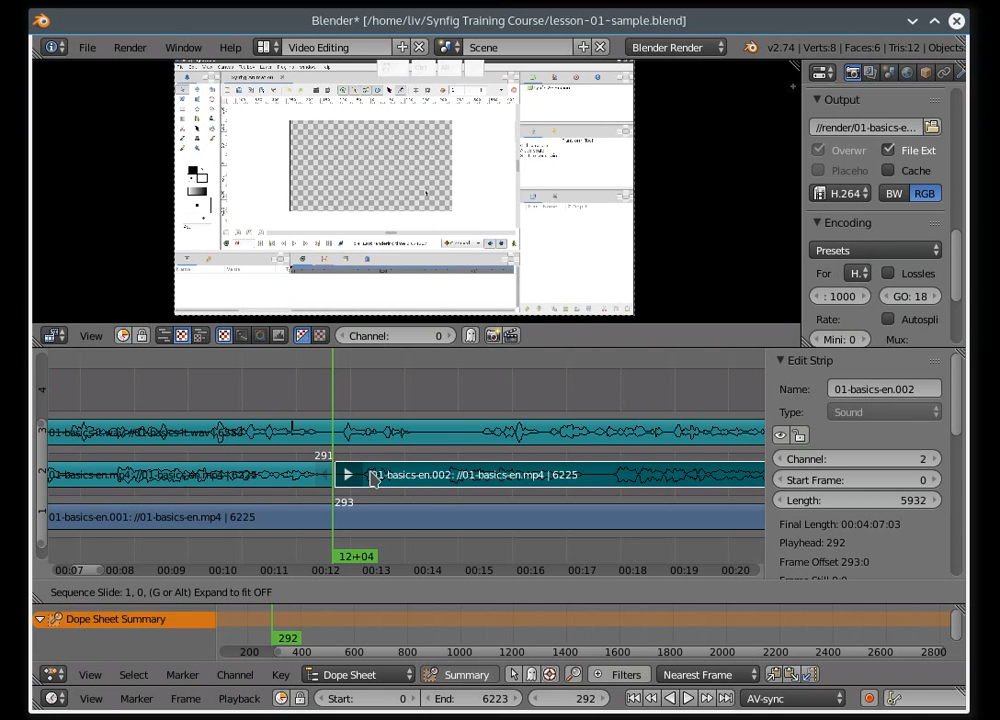 Blender* [/home/liv/Synfig Training Course/lesson-01-sample.blend]
File Render Window Help Video Editing Scene Blender Render v2.74 | Verts:8 | Faces:6 | Tris:12 | Objects:
Output
//render/01-basics-e...
Overwr File Ext
Placeho Cache
H.264 BW RGB
Encoding
Presets
For H. Lossles
: 1000 GO: 18
Rate: Autospli
Mini: 0 Mux:
View Channel: 0
4
3
2
1
291
01-basics-en.002: //01-basics-en.mp4 | 6225
293
01-basics-en.001: //01-basics-en.mp4 | 6225
12+04
00:07 00:08 00:09 00:10 00:11 00:12 00:13 00:14 00:15 00:16 00:17 00:18 00:19 00:20
Edit Strip
Name: 01-basics-en.002
Type: Sound
Channel: 2
Start Frame: 0
Length: 5932
Final Length: 00:04:07:03
Playhead: 292
Frame Offset 293:0
Sequence Slide: 1, 0, (G or Alt) Expand to fit OFF
Dope Sheet Summary
292
200 400 600 800 1000 1200 1400 1600 1800 2000 2200 2400 2600 2800
View Select Marker Channel Key Dope Sheet Summary Filters Nearest Frame
View Marker Frame Playback Start: 0 End: 6223 292 AV-sync